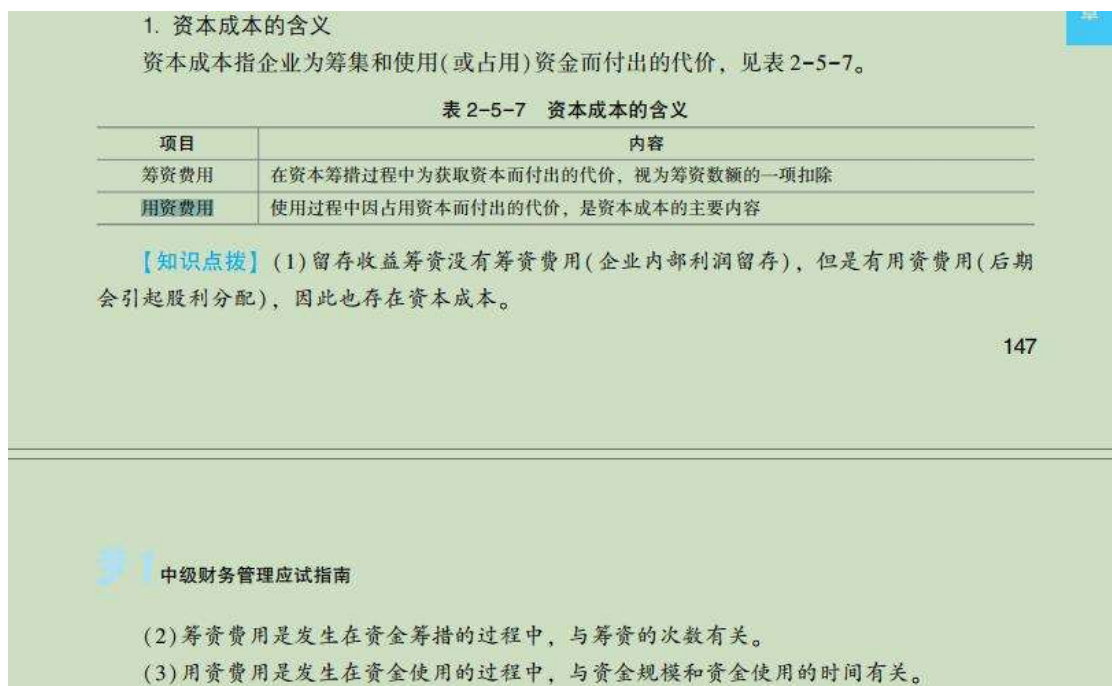 1. 资本成本的含义
资本成本指企业为筹集和使用(或占用)资金而付出的代价，见表2-5-7。
表 2-5-7 资本成本的含义
项目 内容
筹资费用 在资本筹措过程中为获取资本而付出的代价，视为筹资数额的一项扣除
用资费用 使用过程中因占用资本而付出的代价，是资本成本的主要内容
【知识点拨】(1)留存收益筹资没有筹资费用(企业内部利润留存)，但是有用资费用(后期
会引起股利分配)，因此也存在资本成本。
147
中级财务管理应试指南
(2)筹资费用是发生在资金筹措的过程中，与筹资的次数有关。
(3)用资费用是发生在资金使用的过程中，与资金规模和资金使用的时间有关。